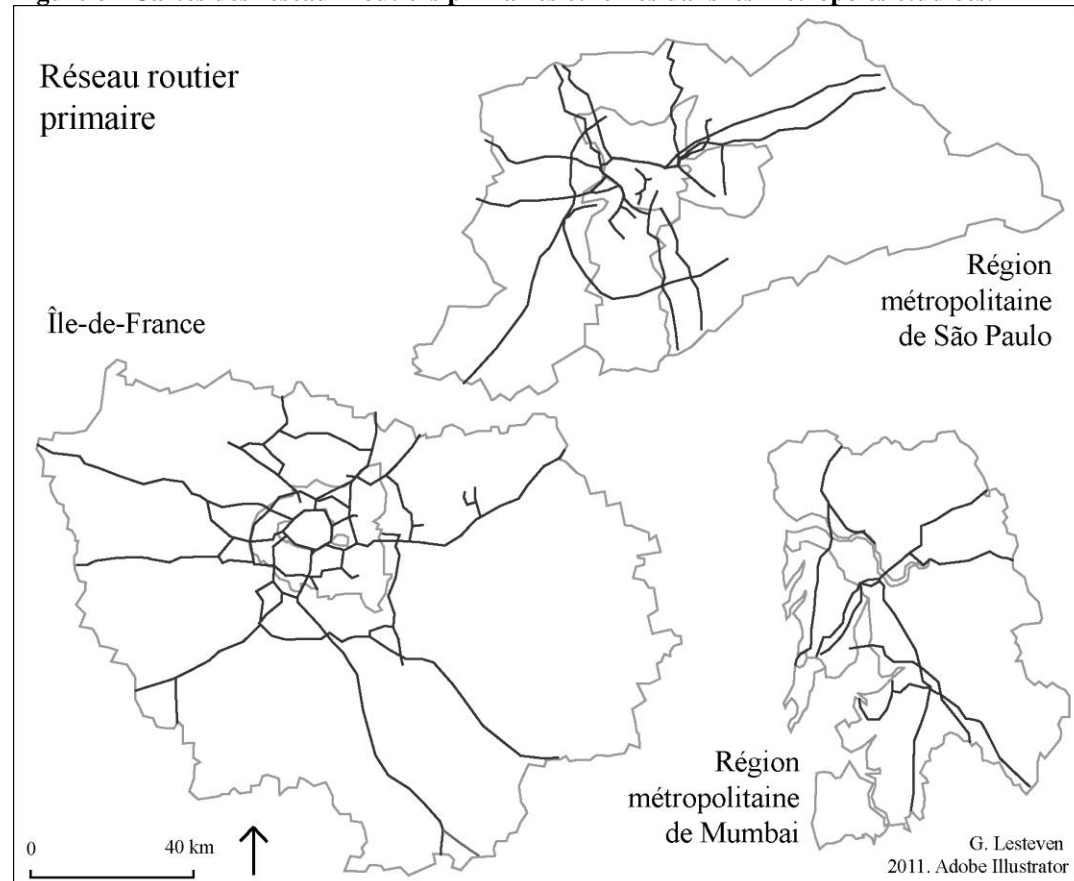 Réseau routier
primaire
Région
métropolitaine
de São Paulo
Île-de-France
Région
métropolitaine
de Mumbai
0 40 km
G. Lesteven
2011. Adobe Illustrator